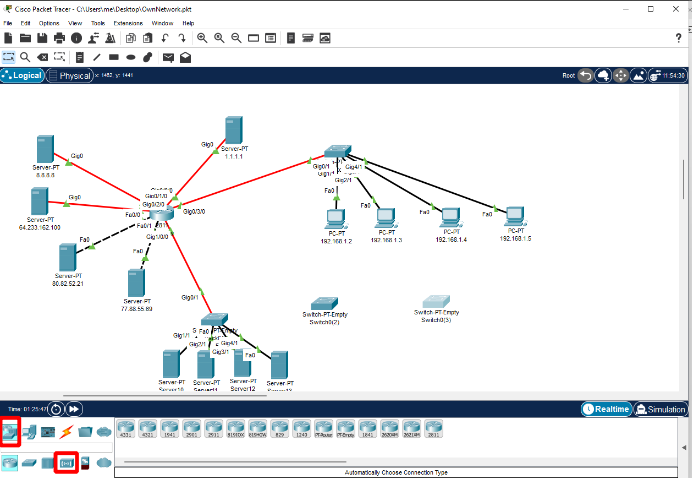 Cisco Packet Tracer - C:\Users\me\Desktop\OwnNetwork.pkt
File Edit Options View Tools Extensions Window Help
Logical Physical x: 1482, y: 1441 Root 11:54:30
Server-PT
8.8.8.8
Gig0
Server-PT
1.1.1.1
Gig0
Server-PT
64.233.162.100
Gig0
Gig0/1/0
Gig0/2/0
Gig0/3/0
Fa0/0
Fa0/1
Gig1/0/0
Server-PT
80.82.52.21
Fa0
Server-PT
77.88.55.89
Fa0
Gig0/1
Gig4/1
Gig2/1
Fa0
Fa0
Fa0
Fa0
PC-PT
192.168.1.2
PC-PT
192.168.1.3
PC-PT
192.168.1.4
PC-PT
192.168.1.5
Gig0/1
Gig1/1
Fa0
Gig2/1
Gig4/1
Gig3/1
Fa0
Server-PT
Server10
Server-PT
Server11
Server-PT
Server12
Server-PT
Switch-PT-Empty
Switch0(2)
Switch-PT-Empty
Switch0(3)
Time: 01:25:47
Realtime Simulation
4331 4321 1941 2901 2911 819IOX 819HGW 829 1240 PT-Router PT-Empty 1841 2620XM 2621XM 2811
Automatically Choose Connection Type